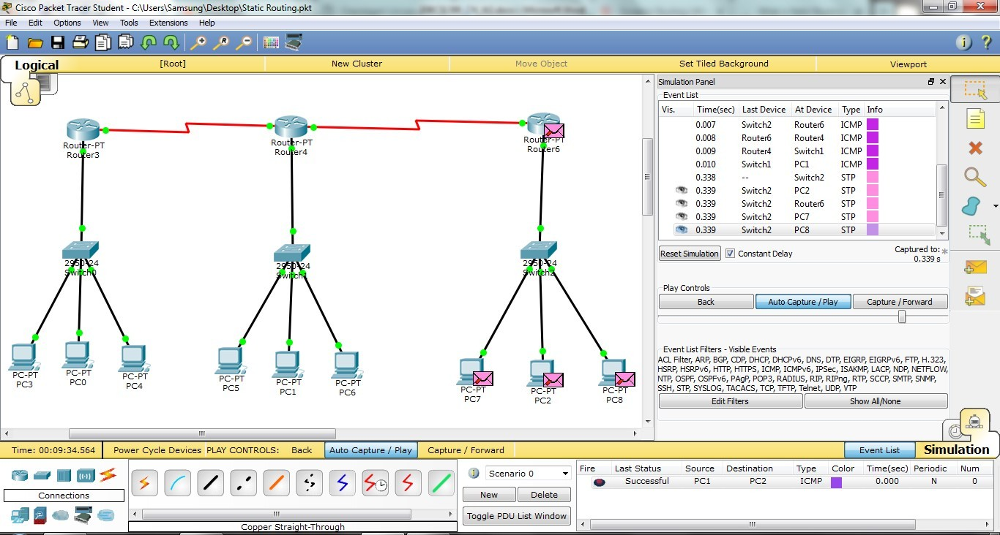 Cisco Packet Tracer Student - C:\Users\Samsung\Desktop\Static Routing.pkt
File Edit Options View Tools Extensions Help
Logical [Root] New Cluster Move Object Set Tiled Background Viewport
Router-PT
Router3
Router-PT
Router4
Router-PT
Router6
2950-24
Switch0
2950-24
Switch1
2950-24
Switch2
PC-PT
PC3
PC-PT
PC0
PC-PT
PC4
PC-PT
PC5
PC-PT
PC1
PC-PT
PC6
PC-PT
PC7
PC-PT
PC2
PC-PT
PC8
Simulation Panel
Event List
Vis. Time(sec) Last Device At Device Type Info
0.007 Switch2 Router6 ICMP
0.008 Router6 Router4 ICMP
0.009 Router4 Switch1 ICMP
0.010 Switch1 PC1 ICMP
0.338 -- Switch2 STP
0.339 Switch2 PC2 STP
0.339 Switch2 Router6 STP
0.339 Switch2 PC7 STP
0.339 Switch2 PC8 STP
Reset Simulation Constant Delay Captured to: *
0.339 s
Play Controls
Back Auto Capture / Play Capture / Forward
Event List Filters - Visible Events
ACL Filter, ARP, BGP, CDP, DHCP, DHCPv6, DNS, DTP, EIGRP, EIGRPv6, FTP, H.323,
HSRP, HSRPv6, HTTP, HTTPS, ICMP, ICMPv6, IPSec, ISAKMP, LACP, NDP, NETFLOW,
NTP, OSPF, OSPFv6, PAgP, POP3, RADIUS, RIP, RIPng, RTP, SCCP, SMTP, SNMP,
SSH, STP, SYSLOG, TACACS, TCP, TFTP, Telnet, UDP, VTP
Edit Filters Show All/None
Time: 00:09:34.564 Power Cycle Devices PLAY CONTROLS: Back Auto Capture / Play Capture / Forward Event List Simulation
Connections
Copper Straight-Through
Scenario 0
New Delete
Toggle PDU List Window
Fire Last Status Source Destination Type Color Time(sec) Periodic Num
Successful PC1 PC2 ICMP 0.000 N 0